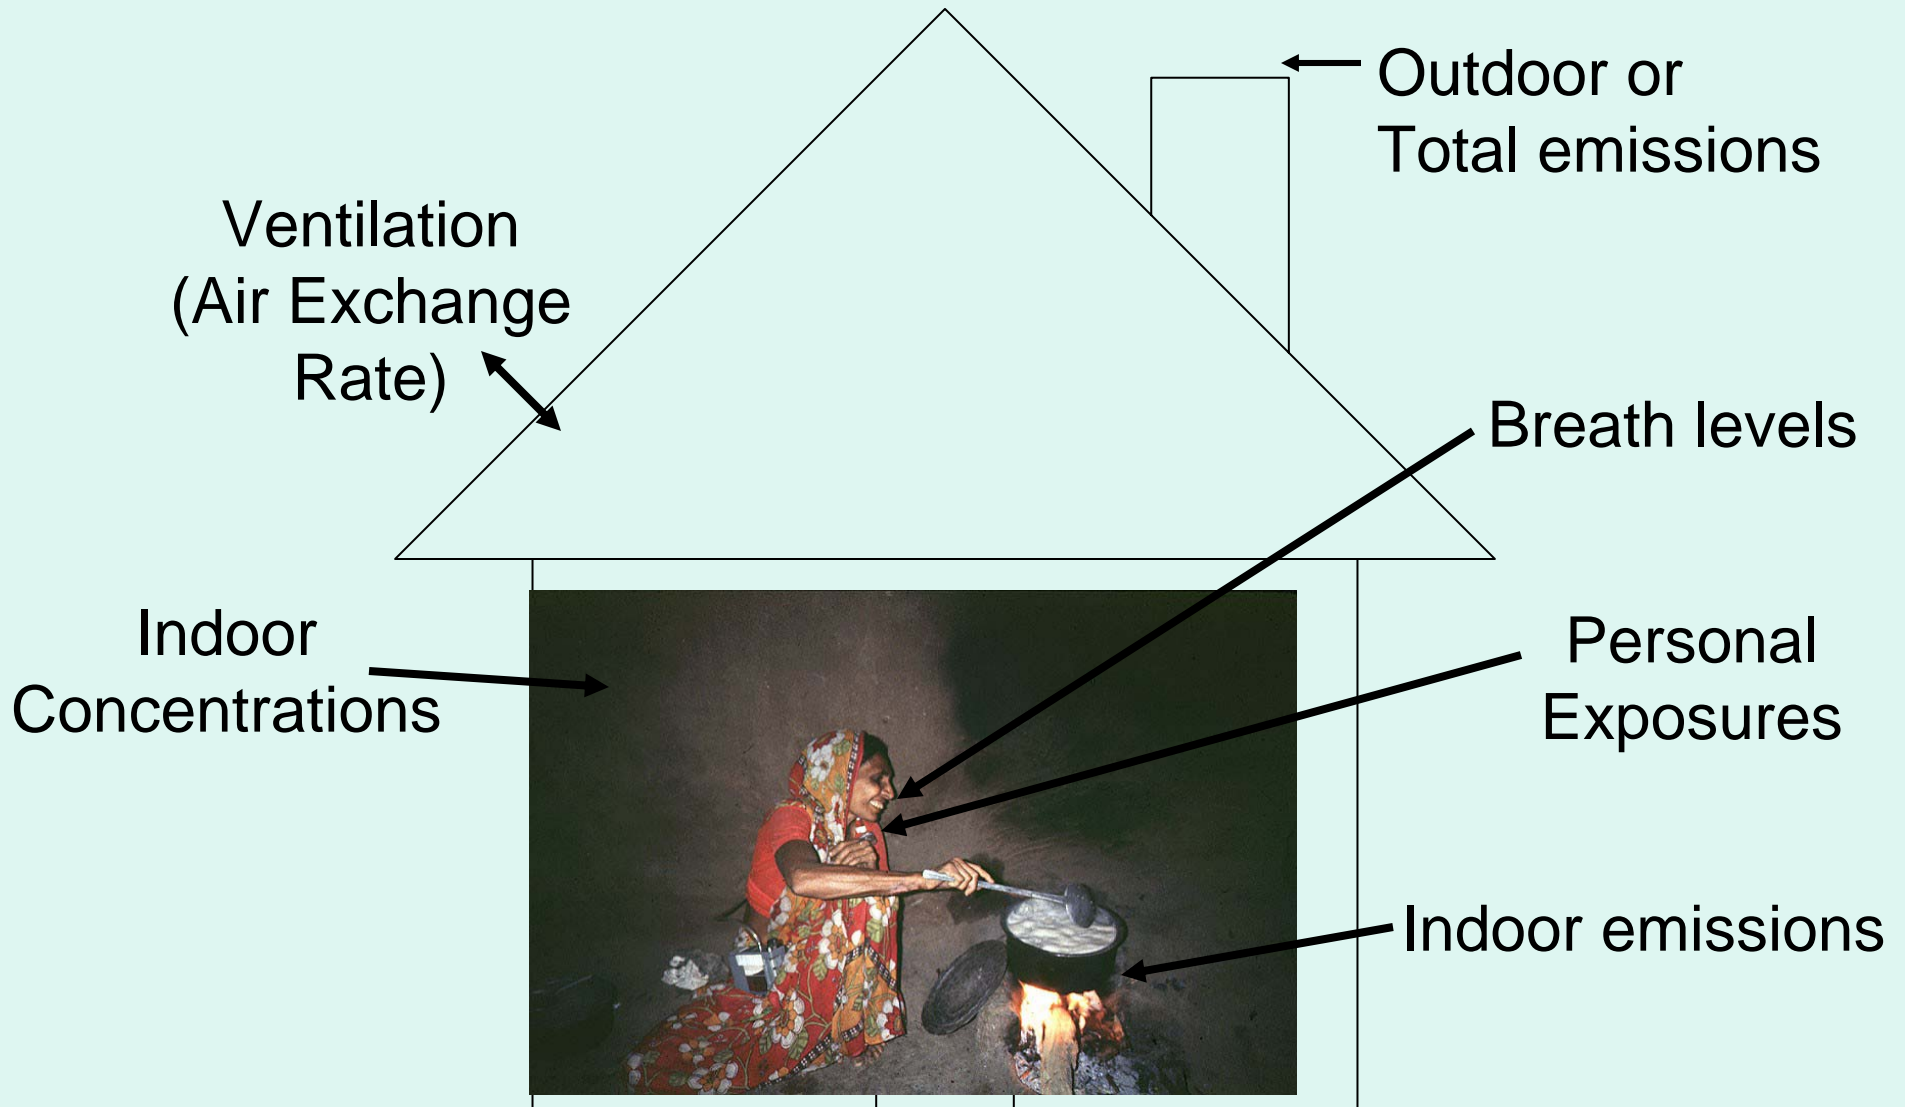 Outdoor or
Total emissions
Ventilation
(Air Exchange
Rate)
Breath levels
Indoor
Concentrations
Personal
Exposures
Indoor emissions